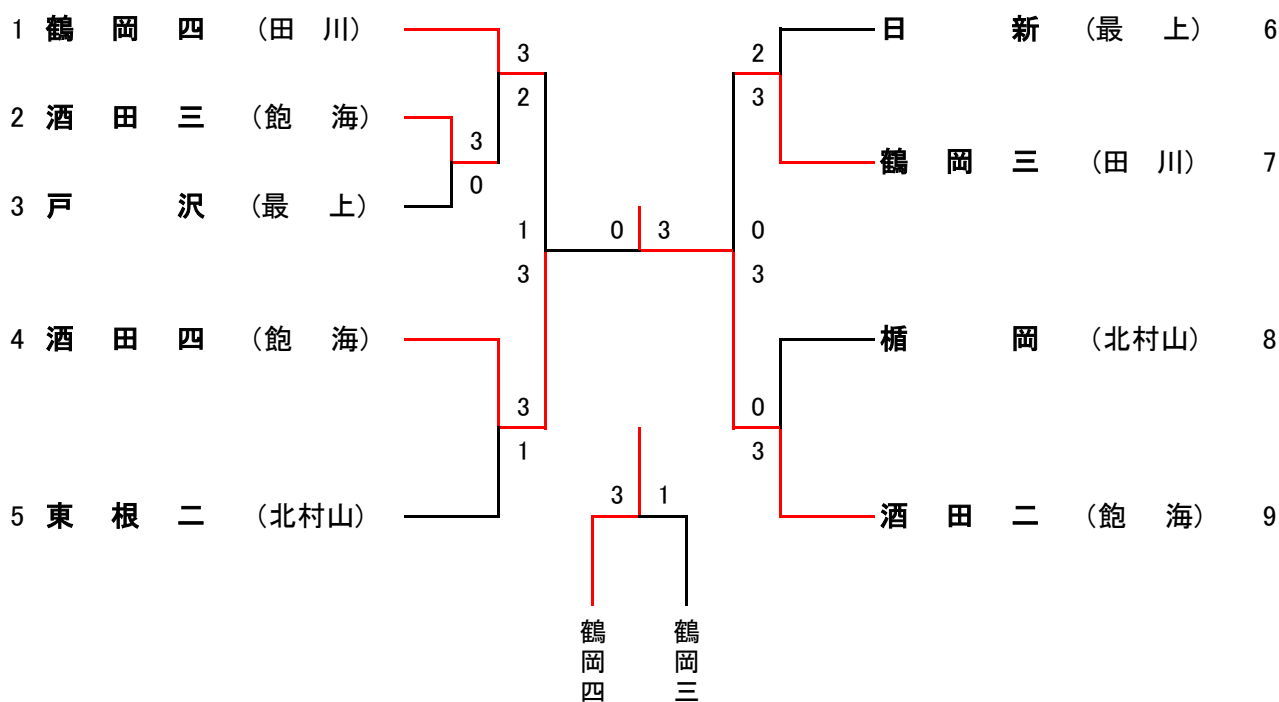 1 鶴岡四 (田川)
3
2
2 酒田三 (飽海)
3
0
3 戸沢 (最上)
1
3
4 酒田四 (飽海)
3
1
5 東根二 (北村山)
0 3
3 1
鶴岡四
鶴岡三
日新 (最上) 6
2
3
鶴岡三 (田川) 7
0
3
楯岡 (北村山) 8
0
3
酒田二 (飽海) 9